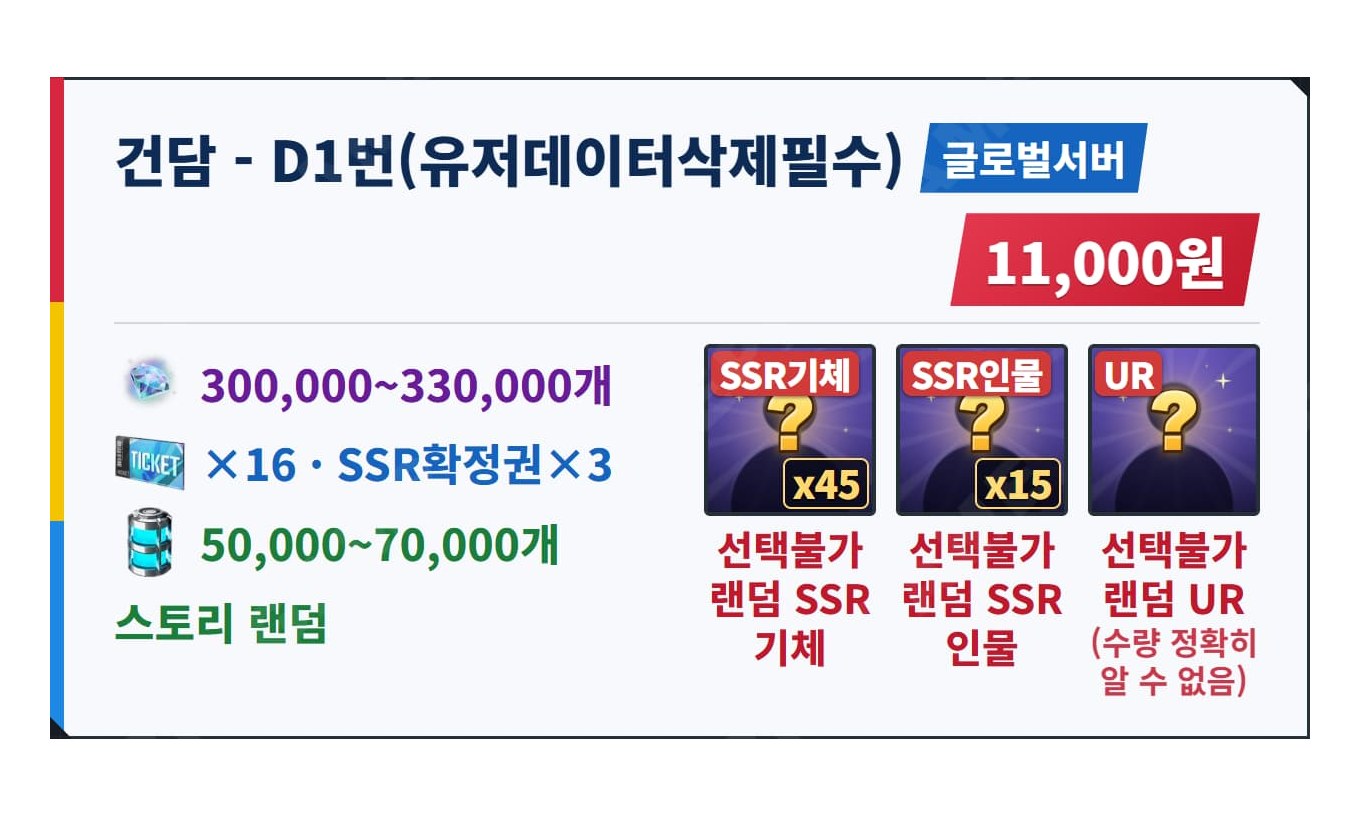 건담 - D1번(유저데이터삭제필수) 글로벌서버
11,000원
300,000~330,000개
TICKET ×16 · SSR확정권×3
50,000~70,000개
스토리 랜덤
SSR기체
x45
선택불가
랜덤 SSR
기체
SSR인물
x15
선택불가
랜덤 SSR
인물
UR
선택불가
랜덤 UR
(수량 정확히
알 수 없음)